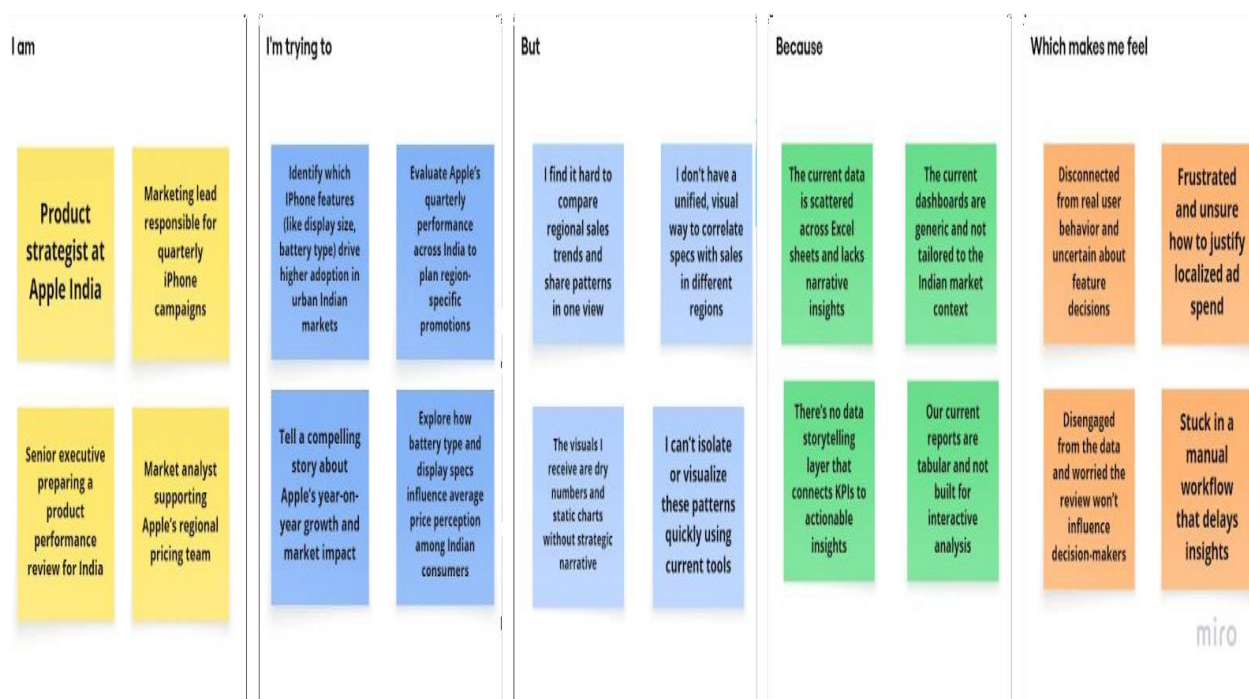 I am
I'm trying to
But
Because
Which makes me feel
Product
strategist at
Apple India
Marketing lead
responsible for
quarterly
iPhone
campaigns
Identify which
iPhone features
(like display size,
battery type) drive
higher adoption in
urban Indian
markets
Evaluate Apple's
quarterly
performance
across India to
plan region-
specific
promotions
I find it hard to
compare
regional sales
trends and
share patterns
in one view
I don't have a
unified, visual
way to correlate
specs with sales
in different
regions
The current data
is scattered
across Excel
sheets and lacks
narrative
insights
The current
dashboards are
generic and not
tailored to the
Indian market
context
Disconnected
from real user
behavior and
uncertain about
feature
decisions
Frustrated
and unsure
how to justify
localized ad
spend
Senior executive
preparing a
product
performance
review for India
Market analyst
supporting
Apple's regional
pricing team
Tell a compelling
story about
Apple's year-on-
year growth and
market impact
Explore how
battery type and
display specs
influence average
price perception
among Indian
consumers
The visuals I
receive are dry
numbers and
static charts
without strategic
narrative
I can't isolate
or visualize
these patterns
quickly using
current tools
There's no data
storytelling
layer that
connects KPIs to
actionable
insights
Our current
reports are
tabular and not
built for
interactive
analysis
Disengaged
from the data
and worried the
review won't
influence
decision-makers
Stuck in a
manual
workflow
that delays
insights
miro